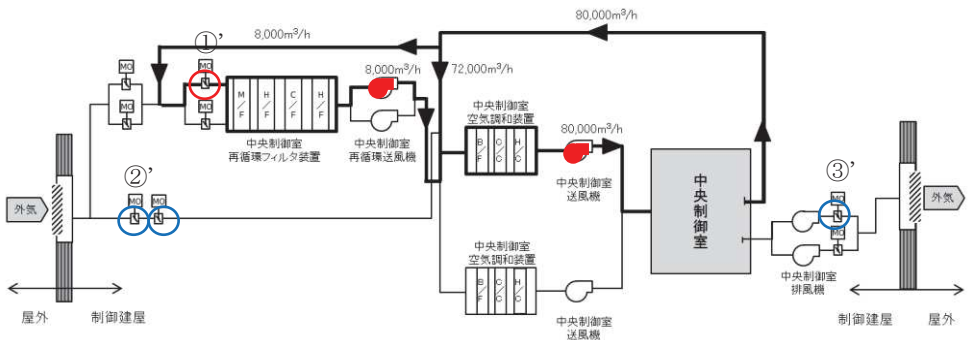 80,000m³/h
①’
8,000m³/h
MO
MO
8,000m³/h
72,000m³/h
MO
MO
M/F
H/F
C/F
H/F
中央制御室
再循環フィルタ装置
中央制御室
再循環送風機
中央制御室
空気調和装置
80,000m³/h
B/F
C/C
H/C
中央制御室
送風機
中央制御室
②’
MO
MO
③’
MO
MO
外気
外気
中央制御室
空気調和装置
B/F
C/C
H/C
中央制御室
送風機
中央制御室
排風機
屋外
制御建屋
制御建屋
屋外